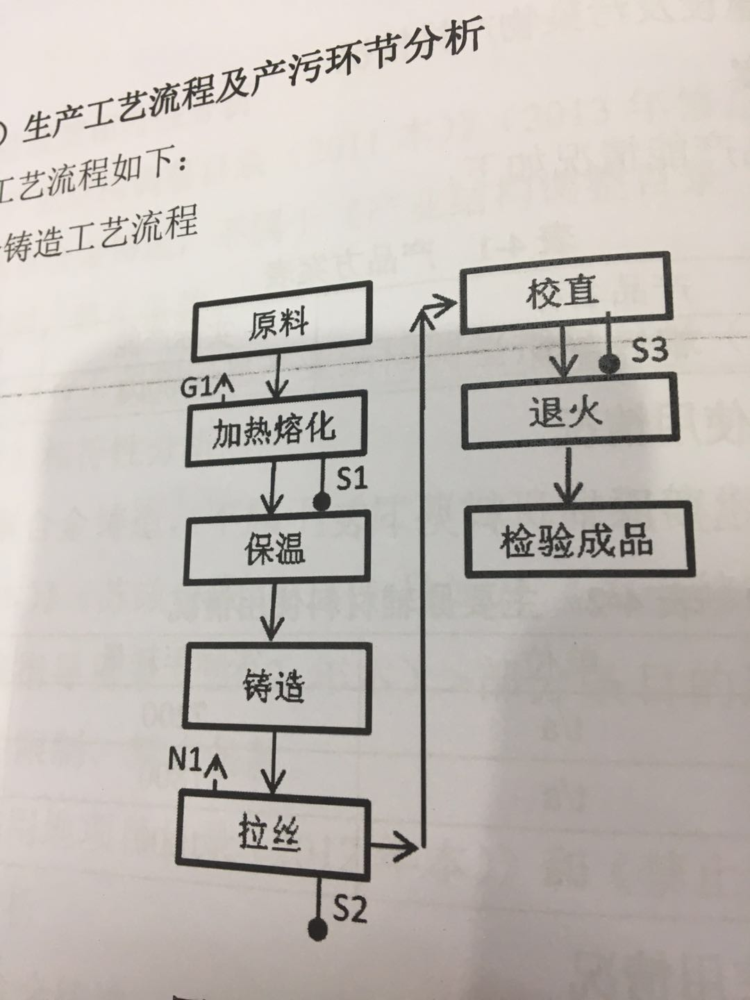 ）生产工艺流程及产污环节分析
工艺流程如下：
铸造工艺流程
原料
G1
加热熔化
S1
保温
铸造
N1
拉丝
S2
校直
S3
退火
检验成品